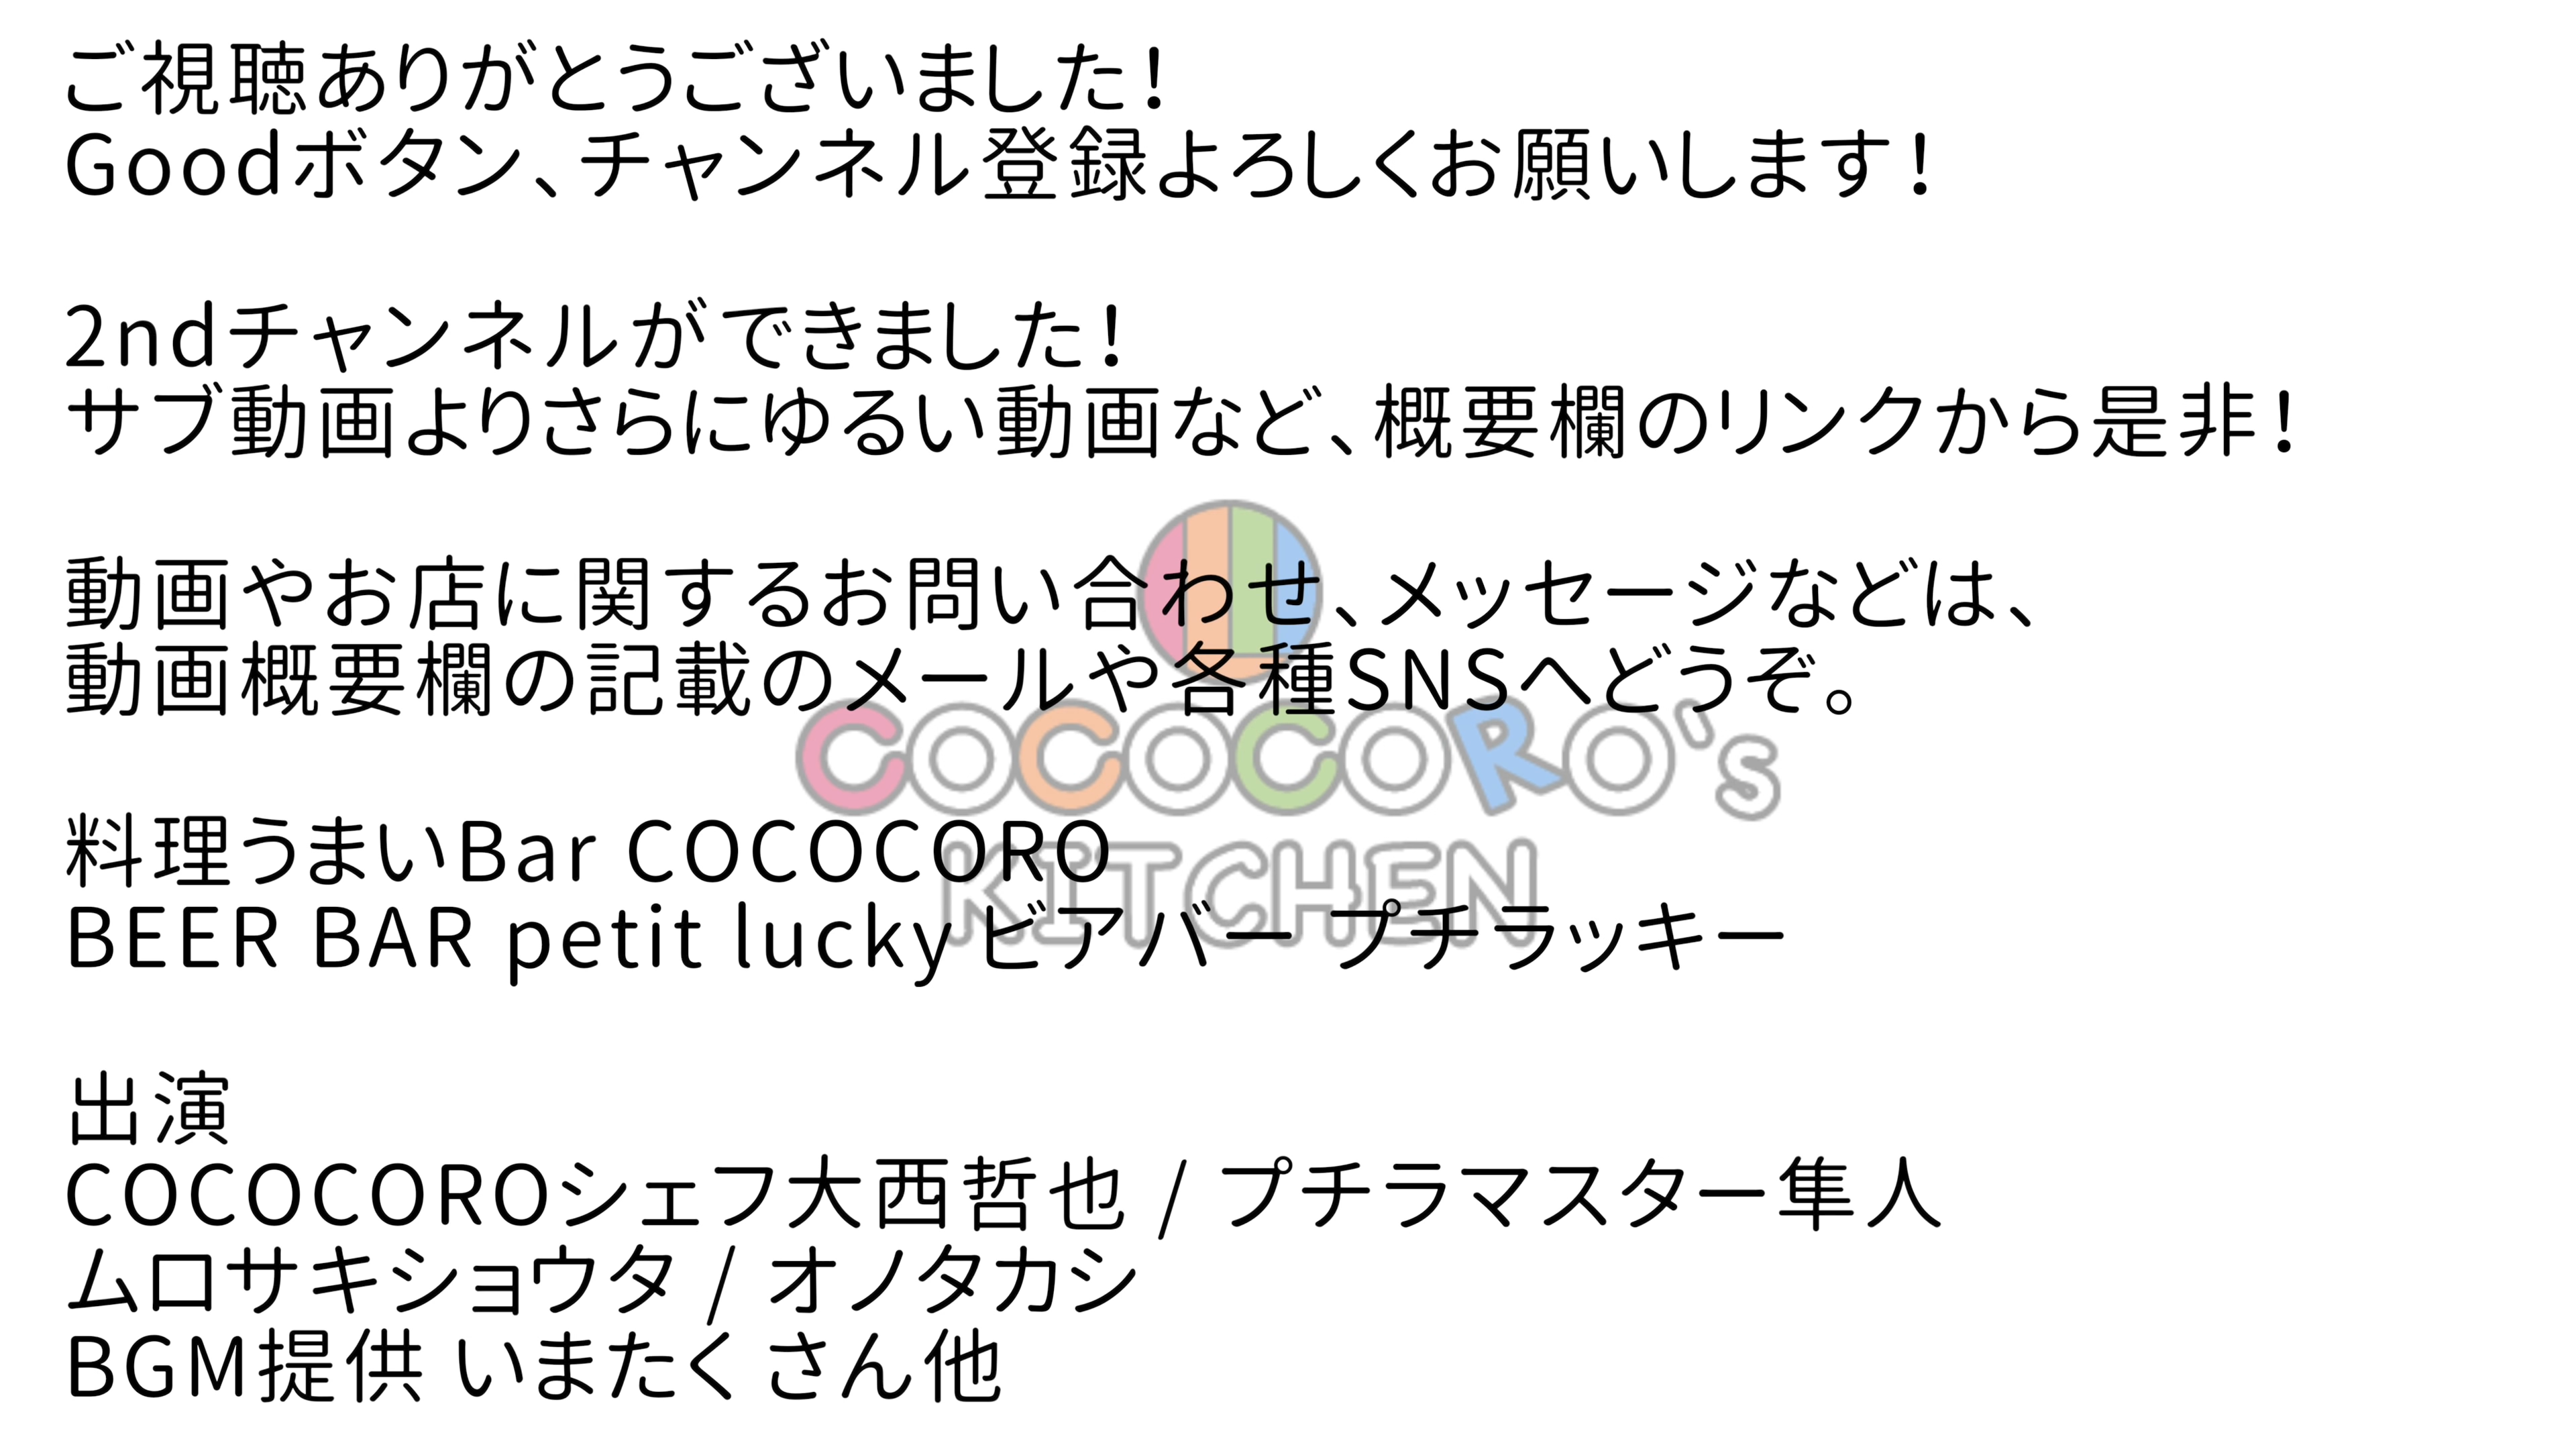 ご視聴ありがとうございました！
Goodボタン、チャンネル登録よろしくお願いします！
2ndチャンネルができました！
サブ動画よりさらにゆるい動画など、概要欄のリンクから是非！
動画やお店に関するお問い合わせ、メッセージなどは、
動画概要欄の記載のメールや各種SNSへどうぞ。
COCOCORO's
KITCHEN
料理うまいBar COCOCORO
BEER BAR petit lucky ビアバー プチラッキー
出演
COCOCOROシェフ大西哲也 / プチラマスター隼人
ムロサキショウタ / オノタカシ
BGM提供 いまたく さん他